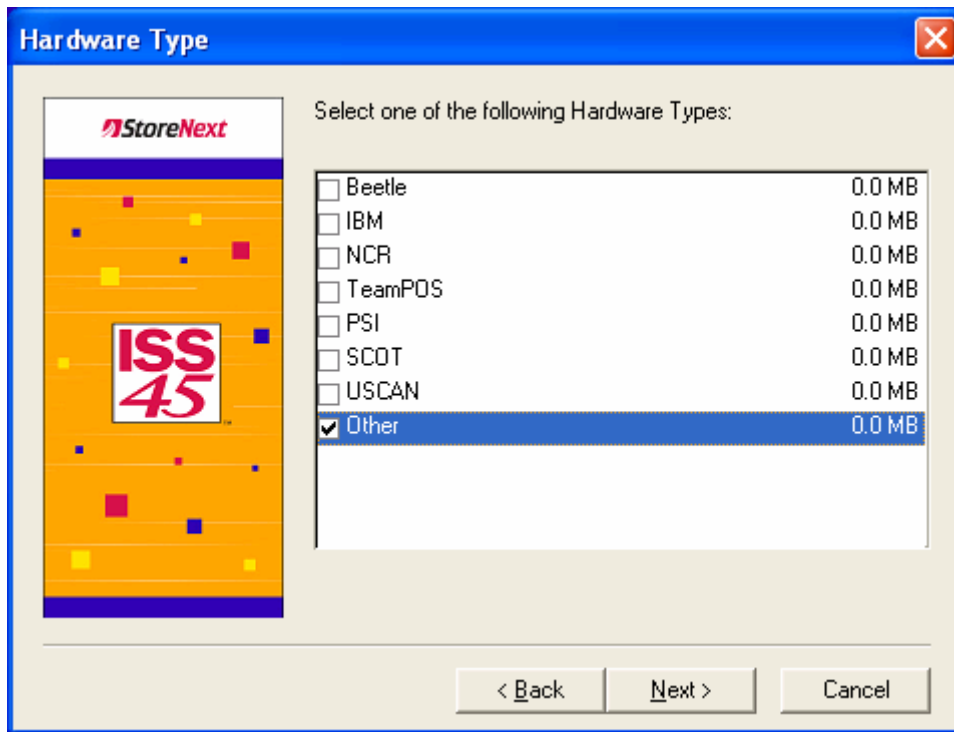 Hardware Type
StoreNext
ISS
45
™
Select one of the following Hardware Types:
Beetle 0.0 MB
IBM 0.0 MB
NCR 0.0 MB
TeamPOS 0.0 MB
PSI 0.0 MB
SCOT 0.0 MB
USCAN 0.0 MB
Other 0.0 MB
< Back Next > Cancel